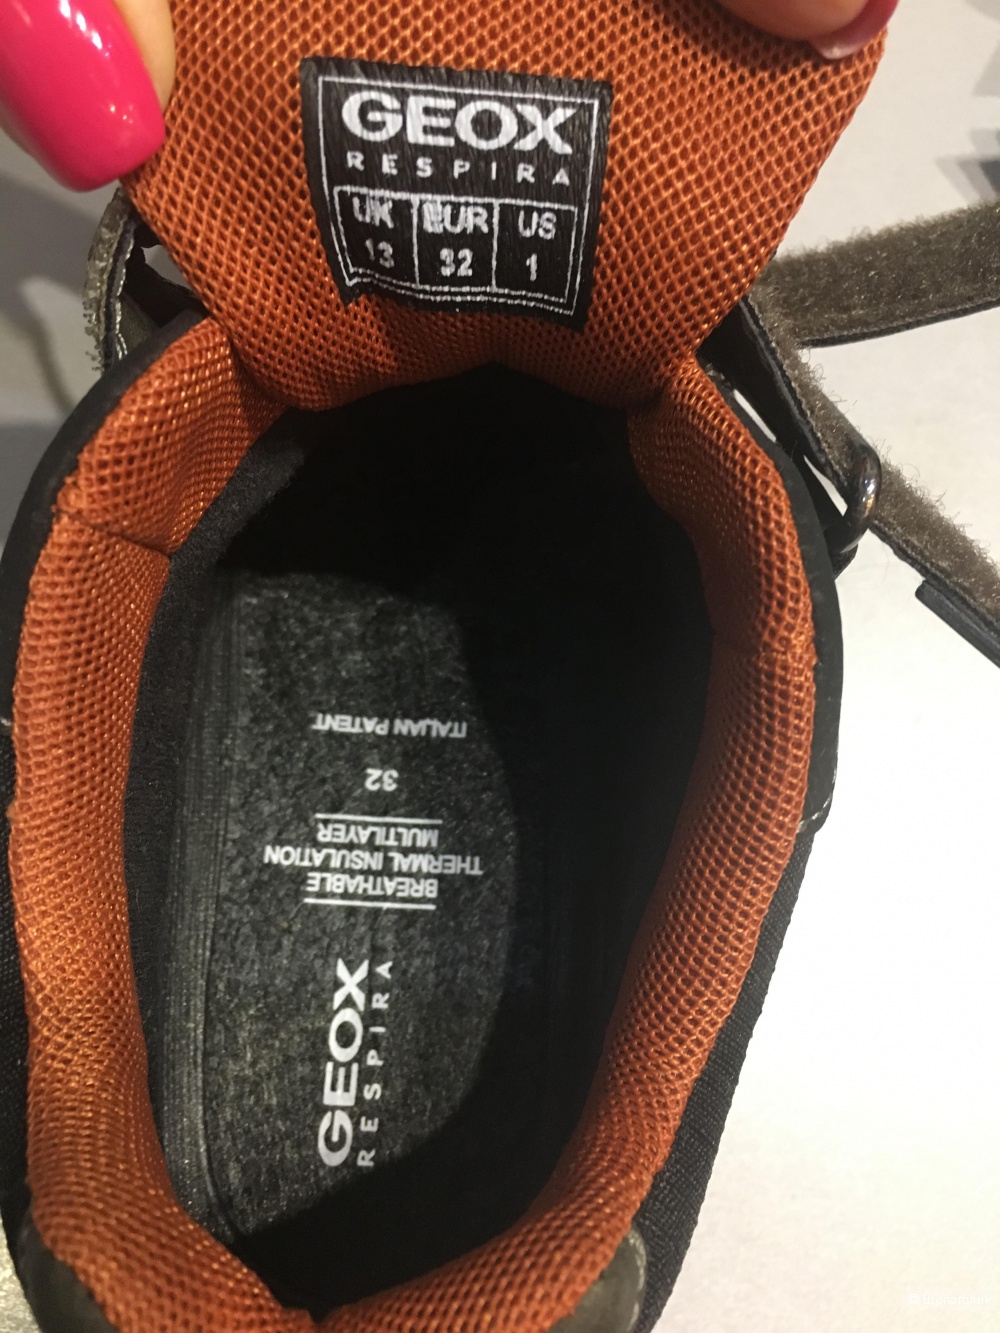 GEOX
RESPIRA
UK EUR US
13 32 1
ITALIAN PATENT
32
MULTILAYER
THERMAL INSULATION
BREATHABLE
GEOX
RESPIRA